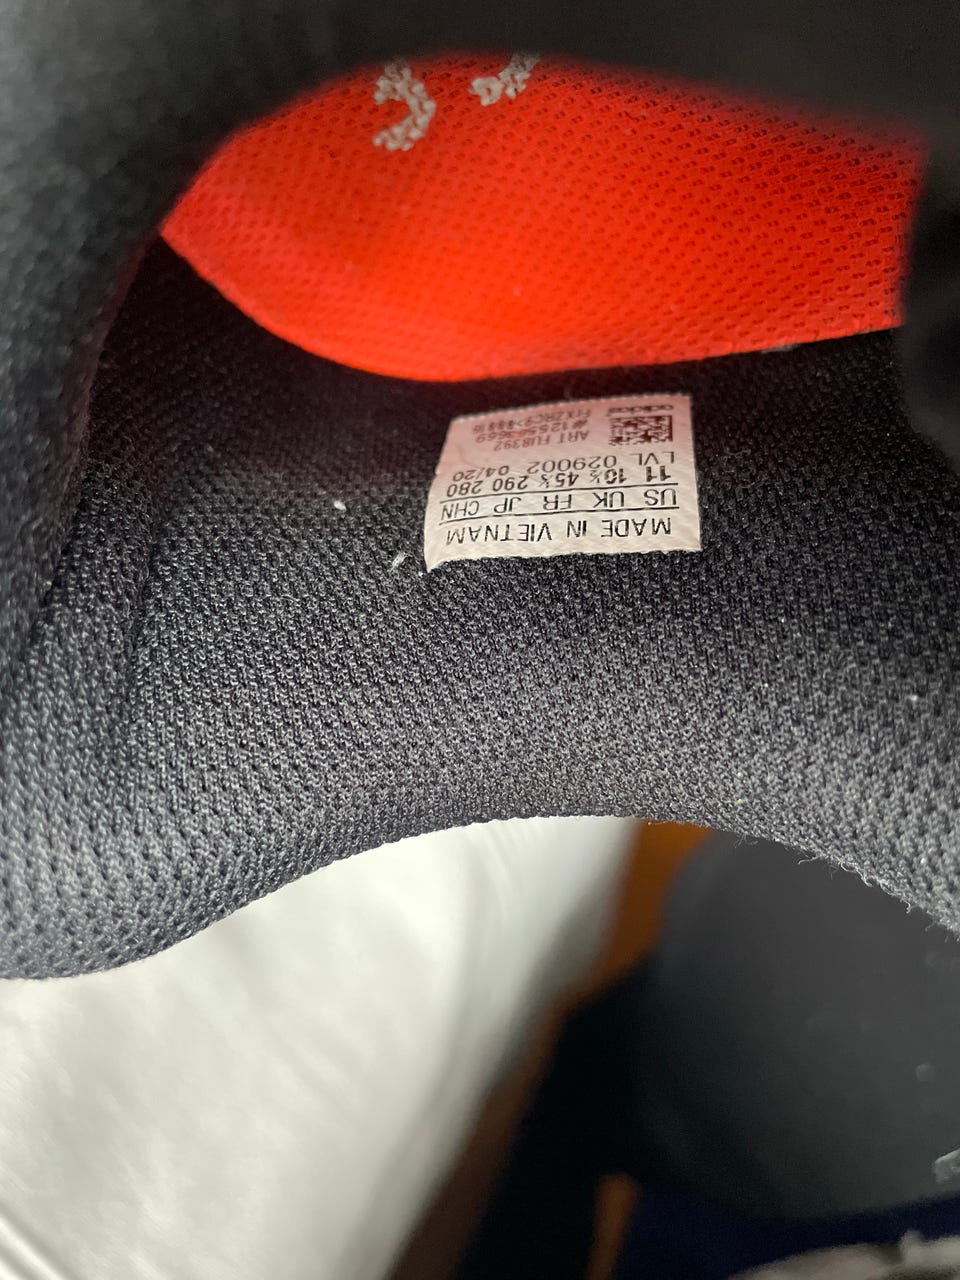 MADE IN VIETNAM
US UK FR JP CHN
11 10½ 45⅓ 290 280
LVL 029002 04/20
ART FU8392